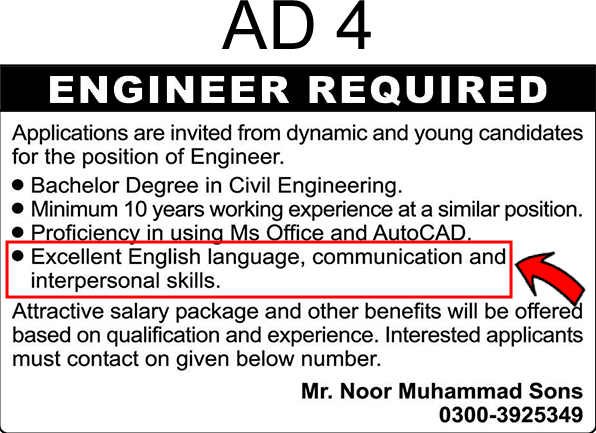 AD 4
ENGINEER REQUIRED
Applications are invited from dynamic and young candidates
for the position of Engineer.
● Bachelor Degree in Civil Engineering.
● Minimum 10 years working experience at a similar position.
● Proficiency in using Ms Office and AutoCAD.
● Excellent English language, communication and
interpersonal skills.
Attractive salary package and other benefits will be offered
based on qualification and experience. Interested applicants
must contact on given below number.
Mr. Noor Muhammad Sons
0300-3925349